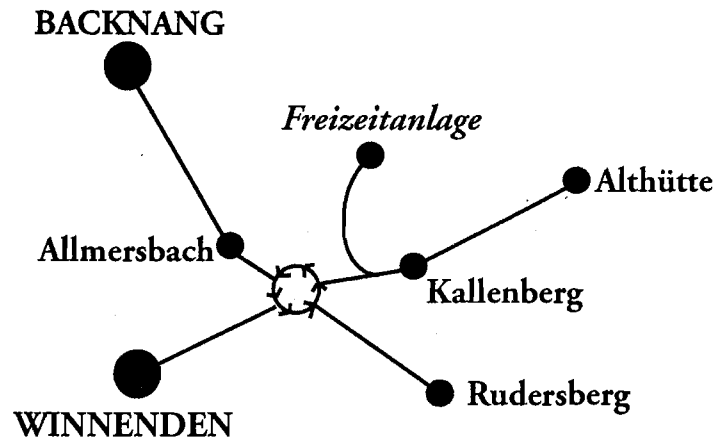 BACKNANG
Freizeitanlage
Althütte
Allmersbach
Kallenberg
Rudersberg
WINNENDEN